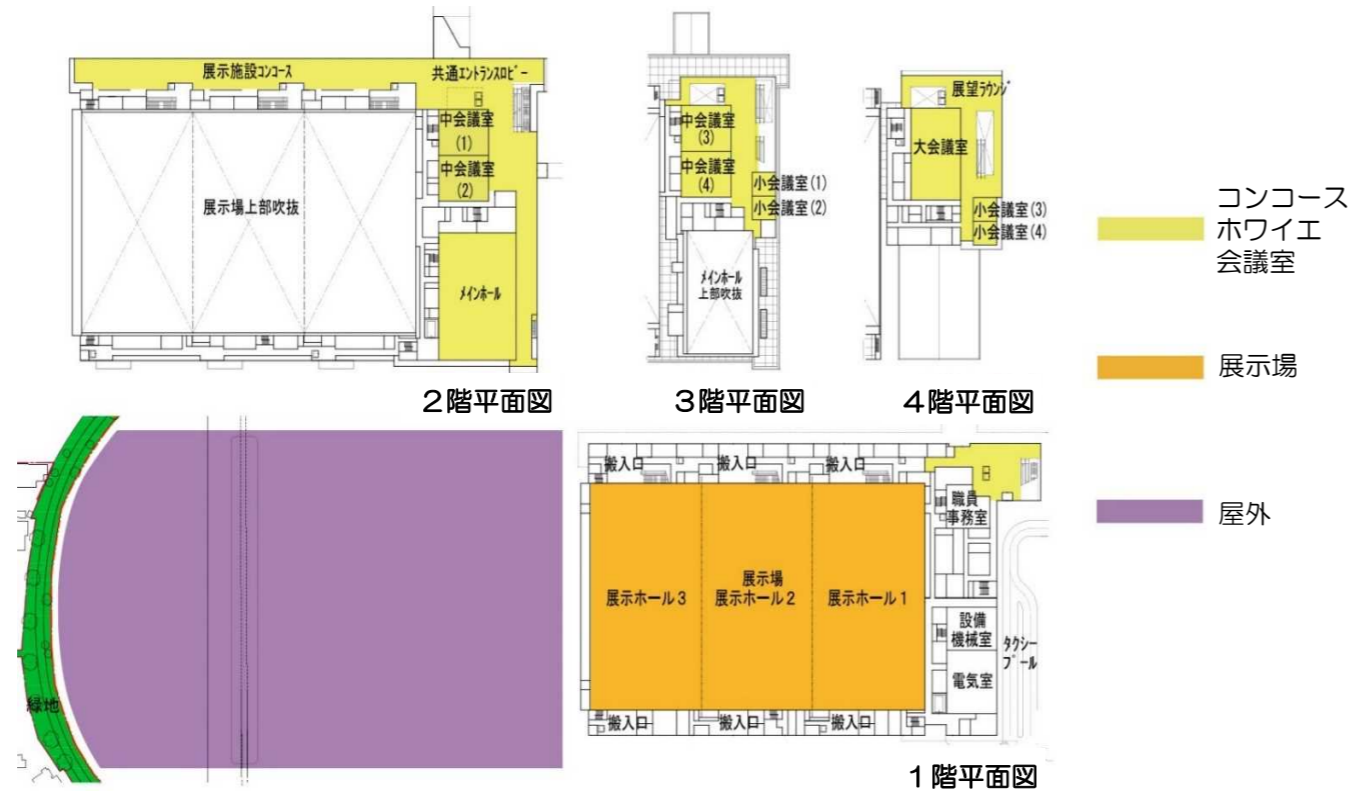 展示施設コンコース
共通エントランスロビー
中会議室
(1)
中会議室
(2)
展示場上部吹抜
メインホール
2階平面図
中会議室
(3)
中会議室
(4)
小会議室(1)
小会議室(2)
メインホール
上部吹抜
3階平面図
展望ラウンジ
大会議室
小会議室(3)
小会議室(4)
4階平面図
コンコース
ホワイエ
会議室
展示場
屋外
緑地
搬入口
搬入口
搬入口
職員
事務室
展示ホール3
展示場
展示ホール2
展示ホール1
設備
機械室
電気室
タクシー
プール
搬入口
搬入口
搬入口
1階平面図